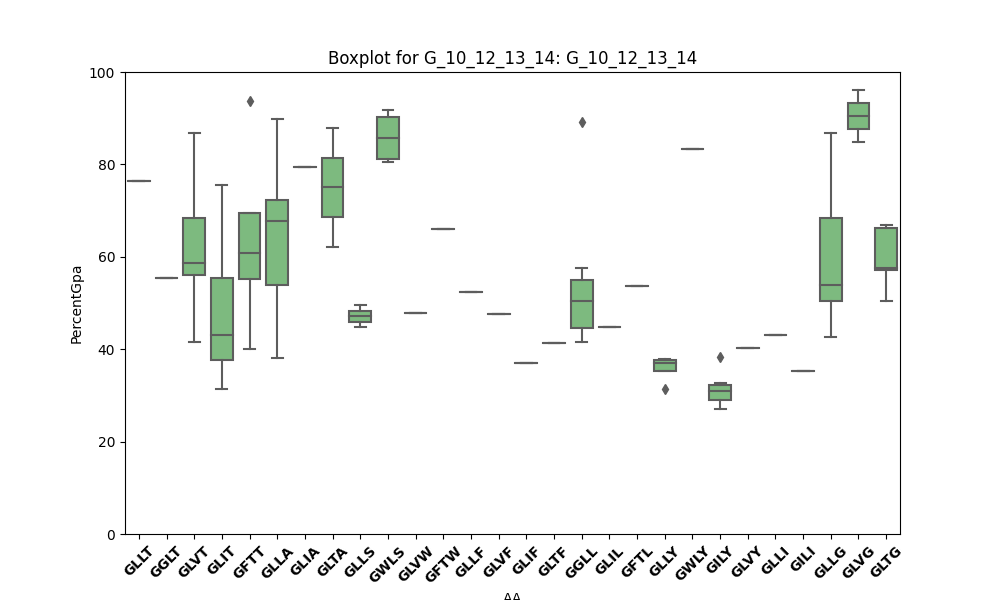 Boxplot for G_10_12_13_14: G_10_12_13_14
100
80
60
40
20
0
PercentGpa
GLLT GGLT GLVT GLIT GFTT GLLA GLIA GLTA GLLS GWLS GLVW GFTW GLLF GLVF GLIF GLTF GGLL GLIL GFTL GLLY GWLY GILY GLVY GLLI GILI GLLG GLVG GLTG
AA